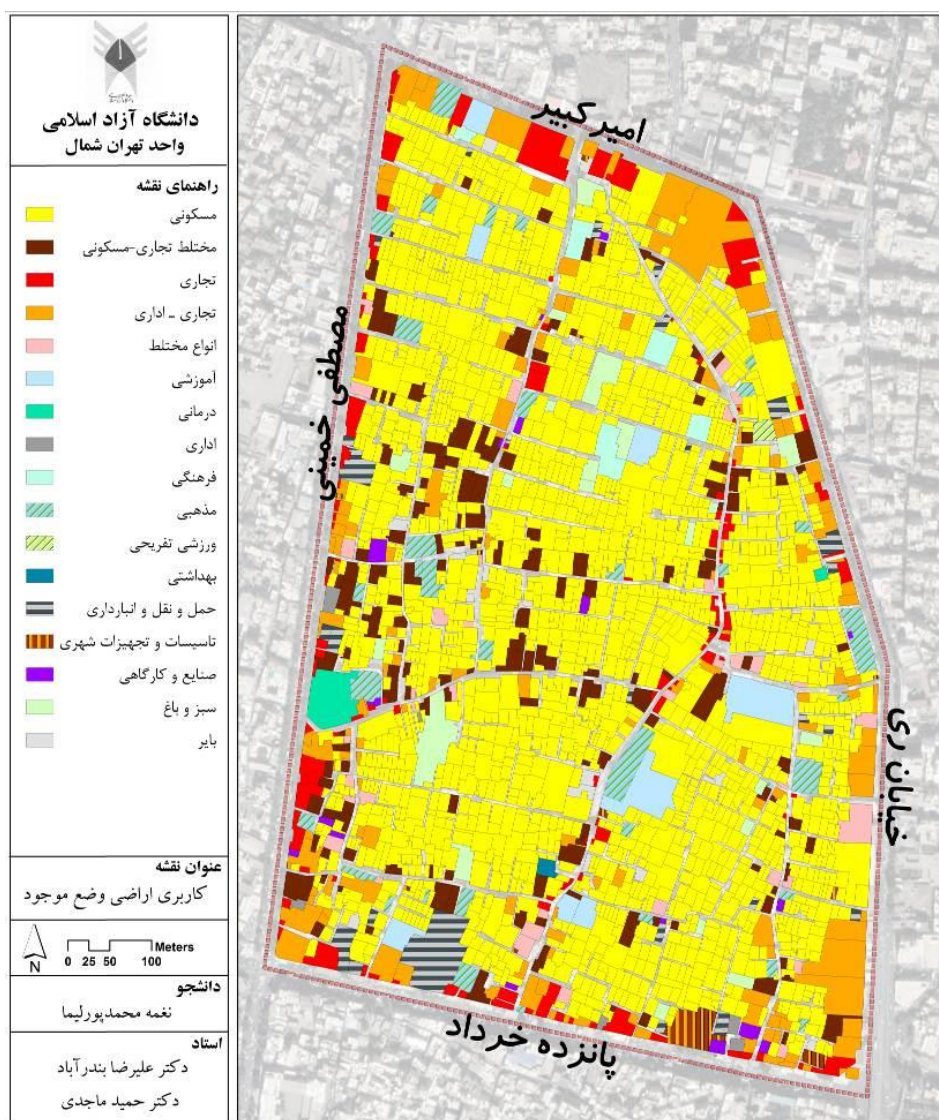 دانشگاه آزاد اسلامی
واحد تهران شمال
راهنمای نقشه
مسکونی
مختلط تجاری-مسکونی
تجاری
تجاری - اداری
انواع مختلط
آموزشی
درمانی
اداری
فرهنگی
مذهبی
ورزشی تفریحی
بهداشتی
حمل و نقل و انبارداری
تاسیسات و تجهیزات شهری
صنایع و کارگاهی
سبز و باغ
بایر
عنوان نقشه
کاربری اراضی وضع موجود
Meters
0 25 50 100
N
دانشجو
نغمه محمدپورلیما
استاد
دکتر علیرضا بندرآباد
دکتر حمید ماجدی
امیرکبیر
مصطفی خمینی
خیابان ری
پانزده خرداد